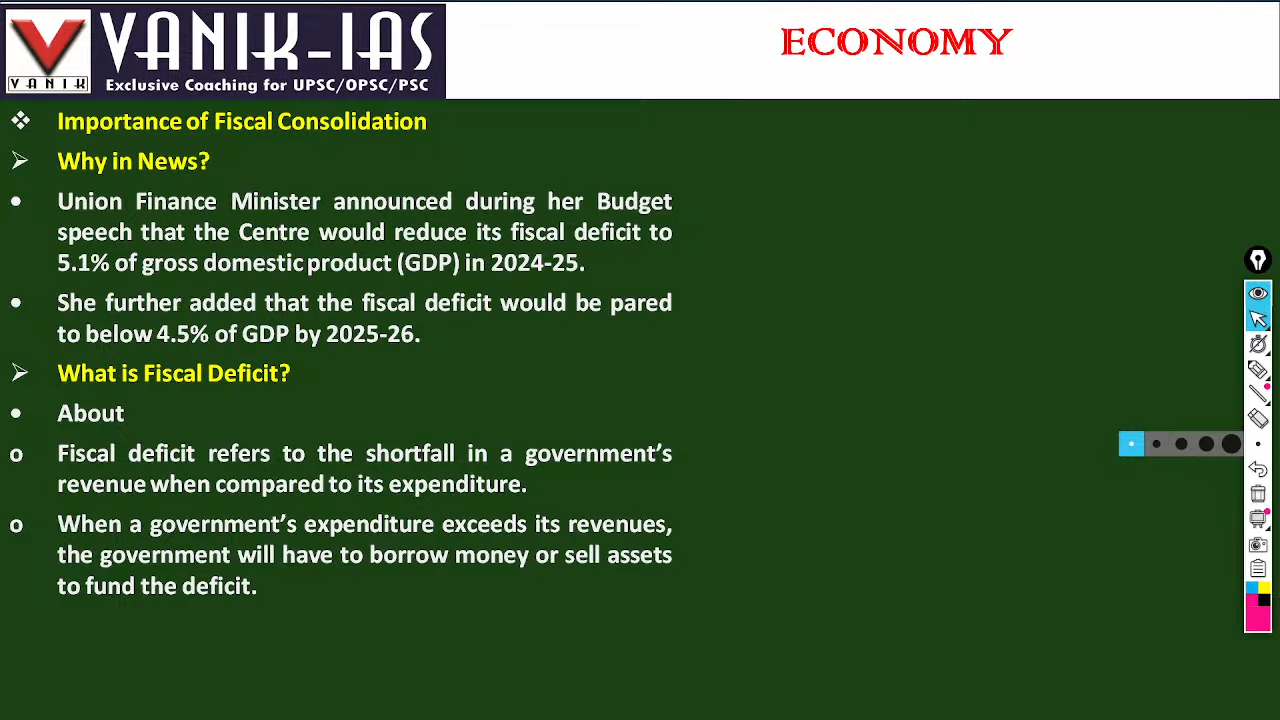 VANIK
VANIK-IAS
Exclusive Coaching for UPSC/OPSC/PSC
ECONOMY
❖ Importance of Fiscal Consolidation
➢ Why in News?
• Union Finance Minister announced during her Budget
speech that the Centre would reduce its fiscal deficit to
5.1% of gross domestic product (GDP) in 2024-25.
• She further added that the fiscal deficit would be pared
to below 4.5% of GDP by 2025-26.
➢ What is Fiscal Deficit?
• About
o Fiscal deficit refers to the shortfall in a government’s
revenue when compared to its expenditure.
o When a government’s expenditure exceeds its revenues,
the government will have to borrow money or sell assets
to fund the deficit.